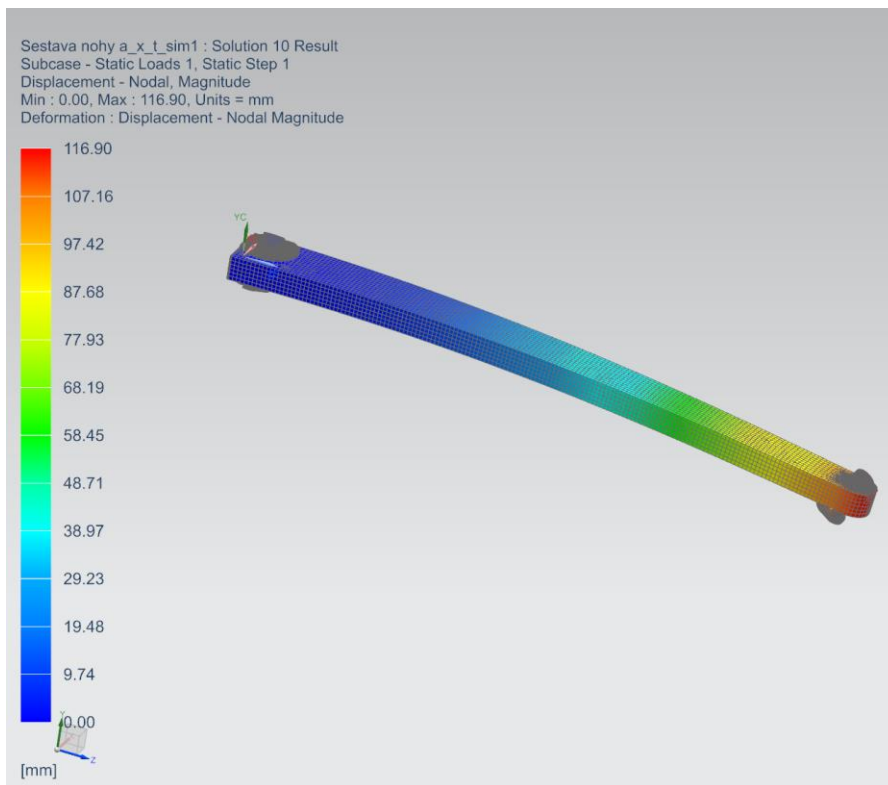 Sestava nohy a_x_t_sim1 : Solution 10 Result
Subcase - Static Loads 1, Static Step 1
Displacement - Nodal, Magnitude
Min : 0.00, Max : 116.90, Units = mm
Deformation : Displacement - Nodal Magnitude
116.90
107.16
97.42
87.68
77.93
68.19
58.45
48.71
38.97
29.23
19.48
9.74
0.00
YC
Y
Z
[mm]